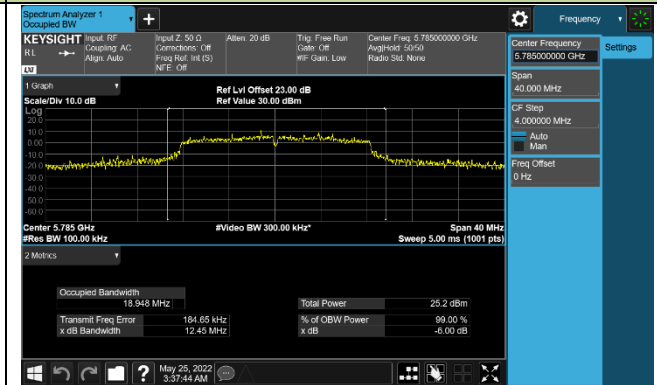 Spectrum Analyzer 1
Occupied BW
+
Frequency
KEYSIGHT
RL
LXI
Input: RF
Coupling: AC
Align: Auto
Input Z: 50 Ω
Corrections: Off
Freq Ref: Int (S)
NFE: Off
Atten: 20 dB
Trig: Free Run
Gate: Off
#IF Gain: Low
Center Freq: 5.785000000 GHz
Avg|Hold: 50/50
Radio Std: None
Center Frequency
5.785000000 GHz
Settings
Span
40.000 MHz
CF Step
4.000000 MHz
Auto
Man
Freq Offset
0 Hz
1 Graph
Scale/Div 10.0 dB
Ref Lvl Offset 23.00 dB
Ref Value 30.00 dBm
Log
20.0
10.0
0.00
-10.0
-20.0
-30.0
-40.0
-50.0
-60.0
Center 5.785 GHz
#Video BW 300.00 kHz*
Span 40 MHz
#Res BW 100.00 kHz
Sweep 5.00 ms (1001 pts)
2 Metrics
Occupied Bandwidth
18.948 MHz
Total Power 25.2 dBm
Transmit Freq Error 184.65 kHz
% of OBW Power 99.00 %
x dB Bandwidth 12.45 MHz
x dB -6.00 dB
?
May 25, 2022
3:37:44 AM